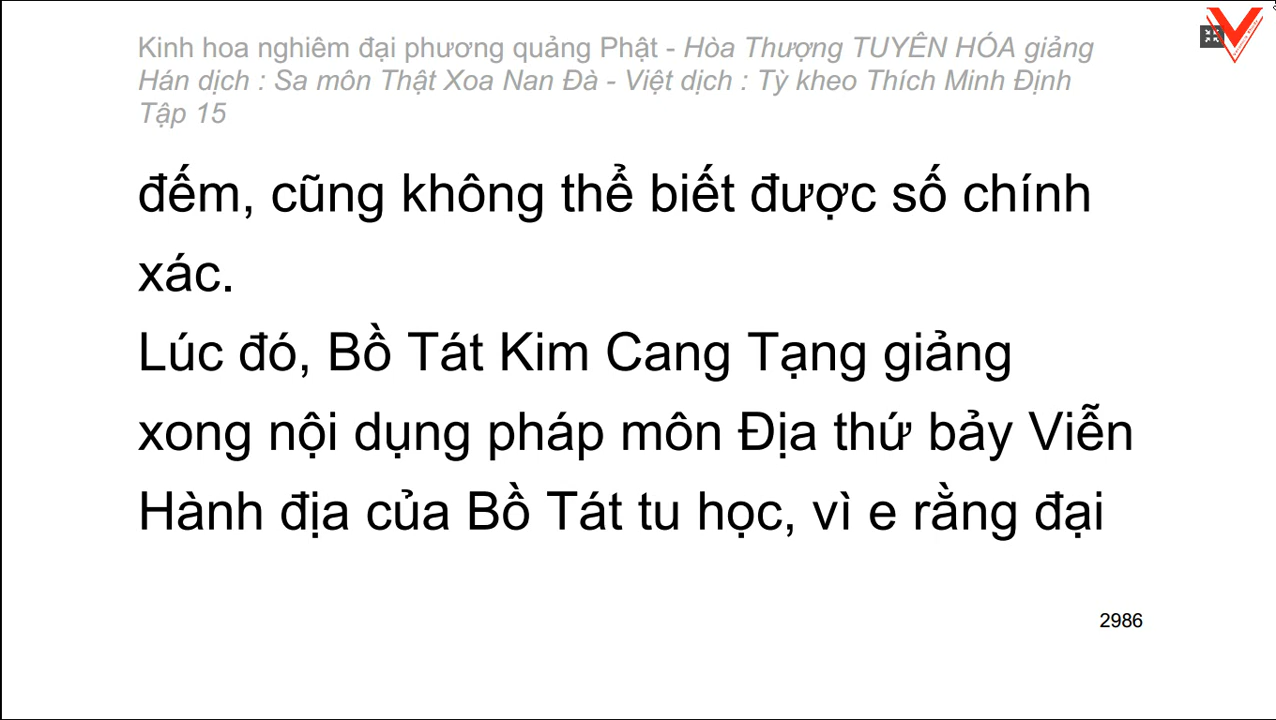 Kinh hoa nghiêm đại phương quảng Phật - Hòa Thượng TUYÊN HÓA giảng
Hán dịch : Sa môn Thật Xoa Nan Đà - Việt dịch : Tỳ kheo Thích Minh Định
Tập 15
đếm, cũng không thể biết được số chính
xác.
Lúc đó, Bồ Tát Kim Cang Tạng giảng
xong nội dụng pháp môn Địa thứ bảy Viễn
Hành địa của Bồ Tát tu học, vì e rằng đại
2986